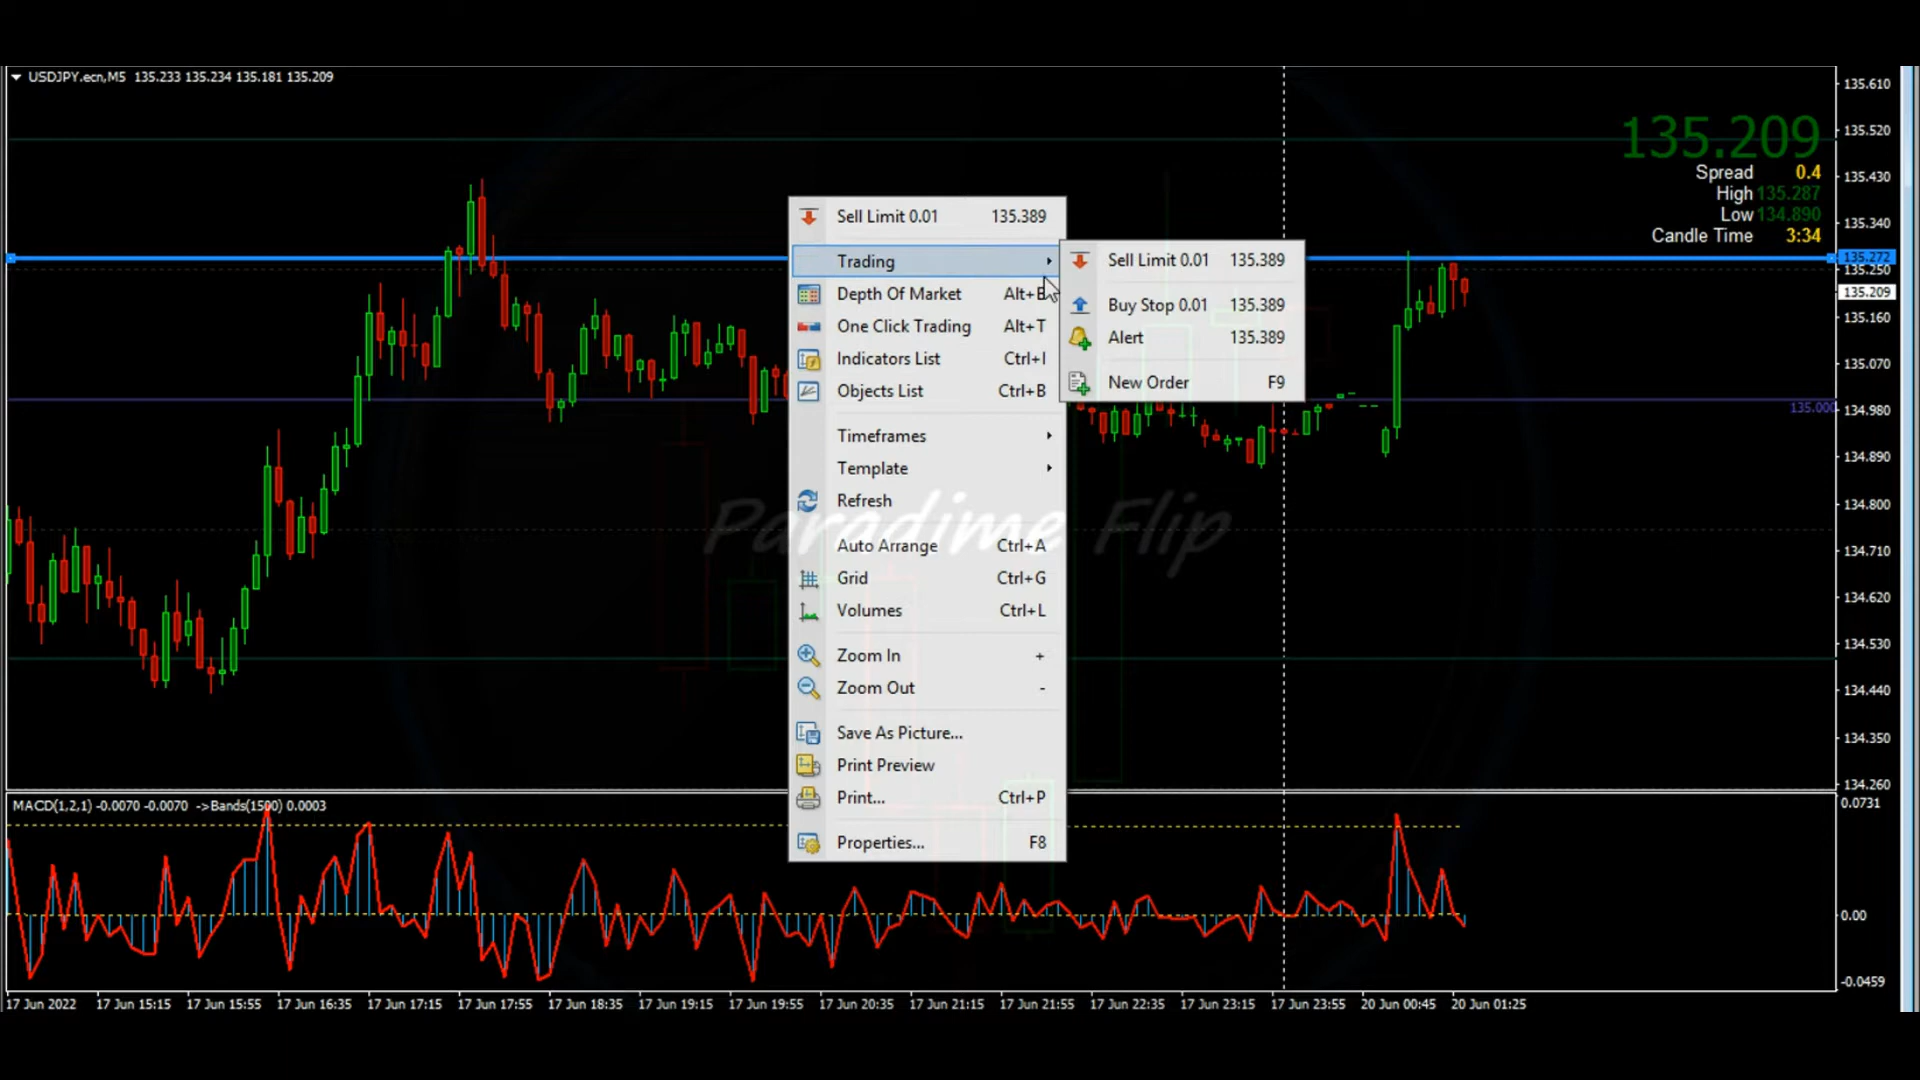 USDJPY.ecn,M5 135.233 135.234 135.181 135.209
135.209
Spread 0.4
High 135.287
Low 134.890
Candle Time 3:34
135.610
135.520
135.430
135.340
135.272
135.250
135.209
135.160
135.070
134.980
134.890
134.800
134.710
134.620
134.530
134.440
134.350
134.260
135.000
Sell Limit 0.01 135.389
Trading
Depth Of Market
One Click Trading Alt+T
Indicators List Ctrl+I
Objects List Ctrl+B
Timeframes
Template
Refresh
Auto Arrange Ctrl+A
Grid Ctrl+G
Volumes Ctrl+L
Zoom In +
Zoom Out -
Save As Picture...
Print Preview
Print... Ctrl+P
Properties... F8
Sell Limit 0.01 135.389
Buy Stop 0.01 135.389
Alert 135.389
New Order F9
Paradime Flip
MACD(1,2,1) -0.0070 -0.0070 ->Bands(1500) 0.0003
0.0731
0.00
-0.0459
17 Jun 2022 17 Jun 15:15 17 Jun 15:55 17 Jun 16:35 17 Jun 17:15 17 Jun 17:55 17 Jun 18:35 17 Jun 19:15 17 Jun 19:55 17 Jun 20:35 17 Jun 21:15 17 Jun 21:55 17 Jun 22:35 17 Jun 23:15 17 Jun 23:55 20 Jun 00:45 20 Jun 01:25